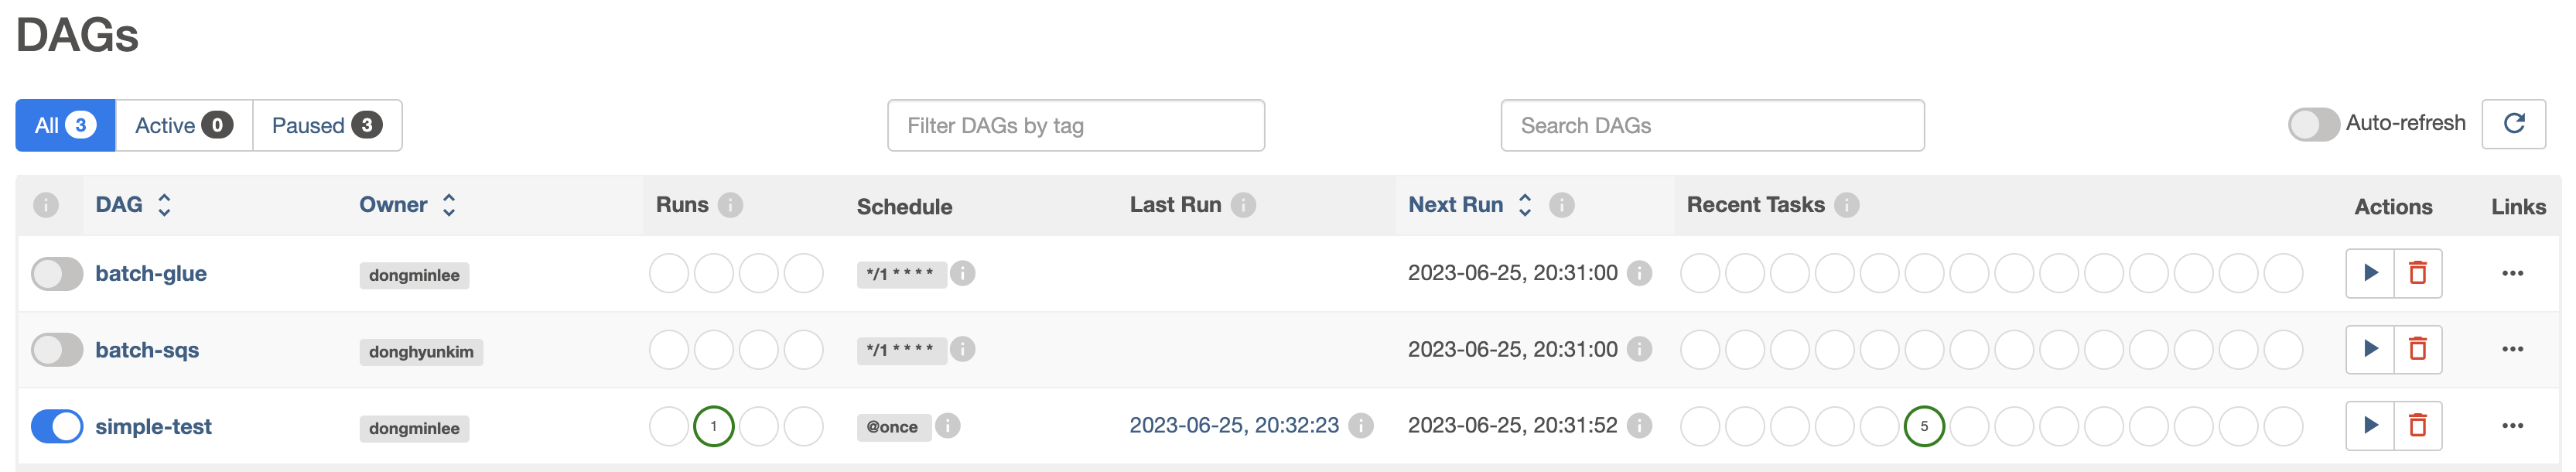 DAGs
All 3 Active 0 Paused 3 Filter DAGs by tag Search DAGs Auto-refresh
DAG Owner Runs Schedule Last Run Next Run Recent Tasks Actions Links
batch-glue dongminlee */1 * * * * 2023-06-25, 20:31:00
batch-sqs donghyunkim */1 * * * * 2023-06-25, 20:31:00
simple-test dongminlee 1 @once 2023-06-25, 20:32:23 2023-06-25, 20:31:52 5